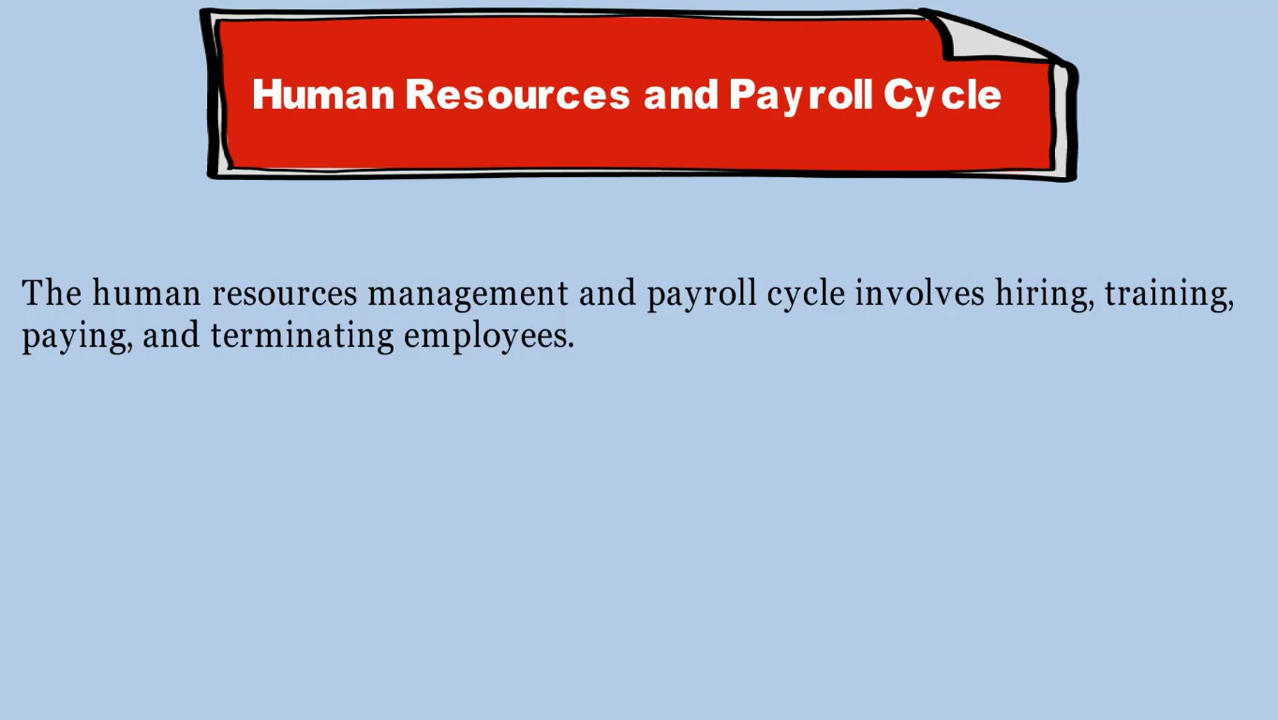 Human Resources and Payroll Cycle
The human resources management and payroll cycle involves hiring, training,
paying, and terminating employees.